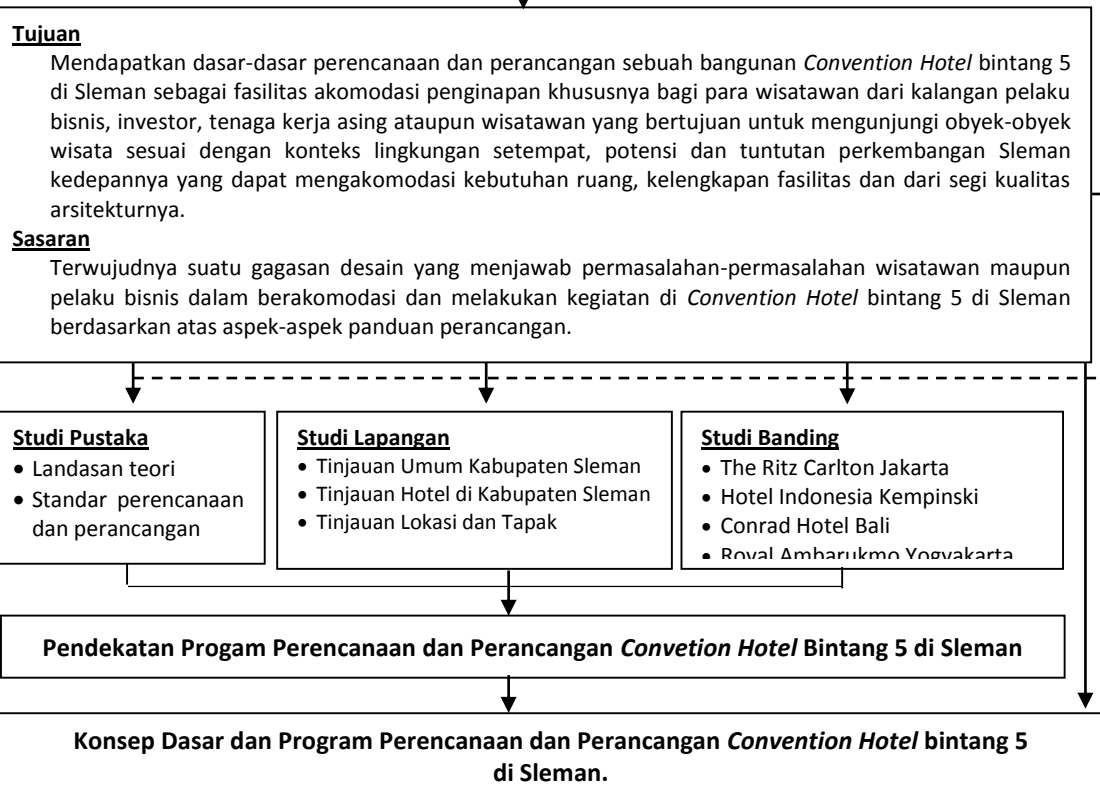 Tujuan
Mendapatkan dasar-dasar perencanaan dan perancangan sebuah bangunan Convention Hotel bintang 5
di Sleman sebagai fasilitas akomodasi penginapan khususnya bagi para wisatawan dari kalangan pelaku
bisnis, investor, tenaga kerja asing ataupun wisatawan yang bertujuan untuk mengunjungi obyek-obyek
wisata sesuai dengan konteks lingkungan setempat, potensi dan tuntutan perkembangan Sleman
kedepannya yang dapat mengakomodasi kebutuhan ruang, kelengkapan fasilitas dan dari segi kualitas
arsitekturnya.
Sasaran
Terwujudnya suatu gagasan desain yang menjawab permasalahan-permasalahan wisatawan maupun
pelaku bisnis dalam berakomodasi dan melakukan kegiatan di Convention Hotel bintang 5 di Sleman
berdasarkan atas aspek-aspek panduan perancangan.
Studi Pustaka
• Landasan teori
• Standar perencanaan
dan perancangan
Studi Lapangan
• Tinjauan Umum Kabupaten Sleman
• Tinjauan Hotel di Kabupaten Sleman
• Tinjauan Lokasi dan Tapak
Studi Banding
• The Ritz Carlton Jakarta
• Hotel Indonesia Kempinski
• Conrad Hotel Bali
• Royal Ambarukmo Yogyakarta
Pendekatan Progam Perencanaan dan Perancangan Convetion Hotel Bintang 5 di Sleman
Konsep Dasar dan Program Perencanaan dan Perancangan Convention Hotel bintang 5
di Sleman.